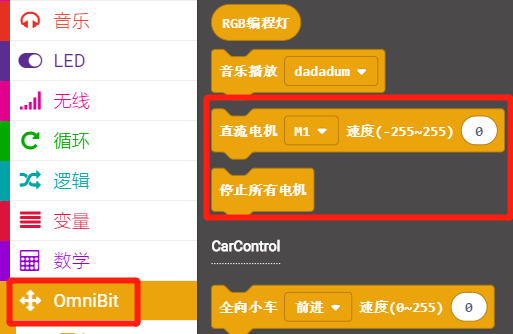 音乐
LED
无线
循环
逻辑
变量
数学
OmniBit
RGB编程灯
音乐播放 dadadum
直流电机 M1 速度(-255~255) 0
停止所有电机
CarControl
全向小车 前进 速度(0~255) 0